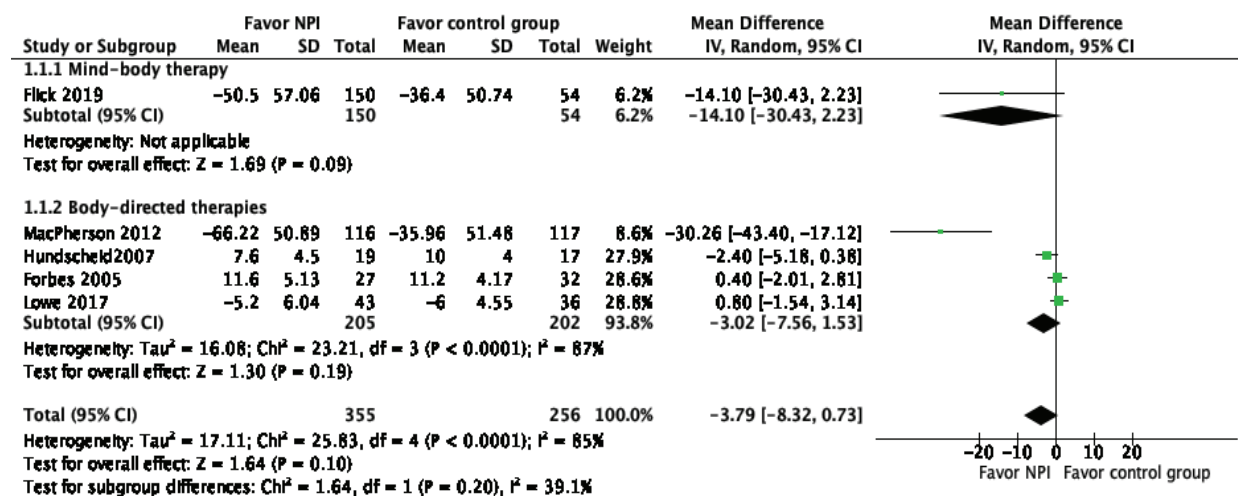 Favor NPI Favor control group Mean Difference Mean Difference
Study or Subgroup Mean SD Total Mean SD Total Weight IV, Random, 95% CI IV, Random, 95% CI
1.1.1 Mind-body therapy
Flick 2019 -50.5 57.06 150 -36.4 50.74 54 6.2% -14.10 [-30.43, 2.23]
Subtotal (95% CI) 150 54 6.2% -14.10 [-30.43, 2.23]
Heterogeneity: Not applicable
Test for overall effect: Z = 1.69 (P = 0.09)
1.1.2 Body-directed therapies
MacPherson 2012 -66.22 50.89 116 -35.96 51.48 117 8.6% -30.26 [-43.40, -17.12]
Hundscheid2007 7.6 4.5 19 10 4 17 27.9% -2.40 [-5.18, 0.38]
Forbes 2005 11.6 5.13 27 11.2 4.17 32 28.6% 0.40 [-2.01, 2.81]
Lowe 2017 -5.2 6.04 43 -6 4.55 36 28.8% 0.80 [-1.54, 3.14]
Subtotal (95% CI) 205 202 93.8% -3.02 [-7.56, 1.53]
Heterogeneity: Tau² = 16.08; Chi² = 23.21, df = 3 (P < 0.0001); I² = 87%
Test for overall effect: Z = 1.30 (P = 0.19)
Total (95% CI) 355 256 100.0% -3.79 [-8.32, 0.73]
Heterogeneity: Tau² = 17.11; Chi² = 25.83, df = 4 (P < 0.0001); I² = 85%
Test for overall effect: Z = 1.64 (P = 0.10)
Test for subgroup differences: Chi² = 1.64, df = 1 (P = 0.20), I² = 39.1%
-20 -10 0 10 20
Favor NPI Favor control group